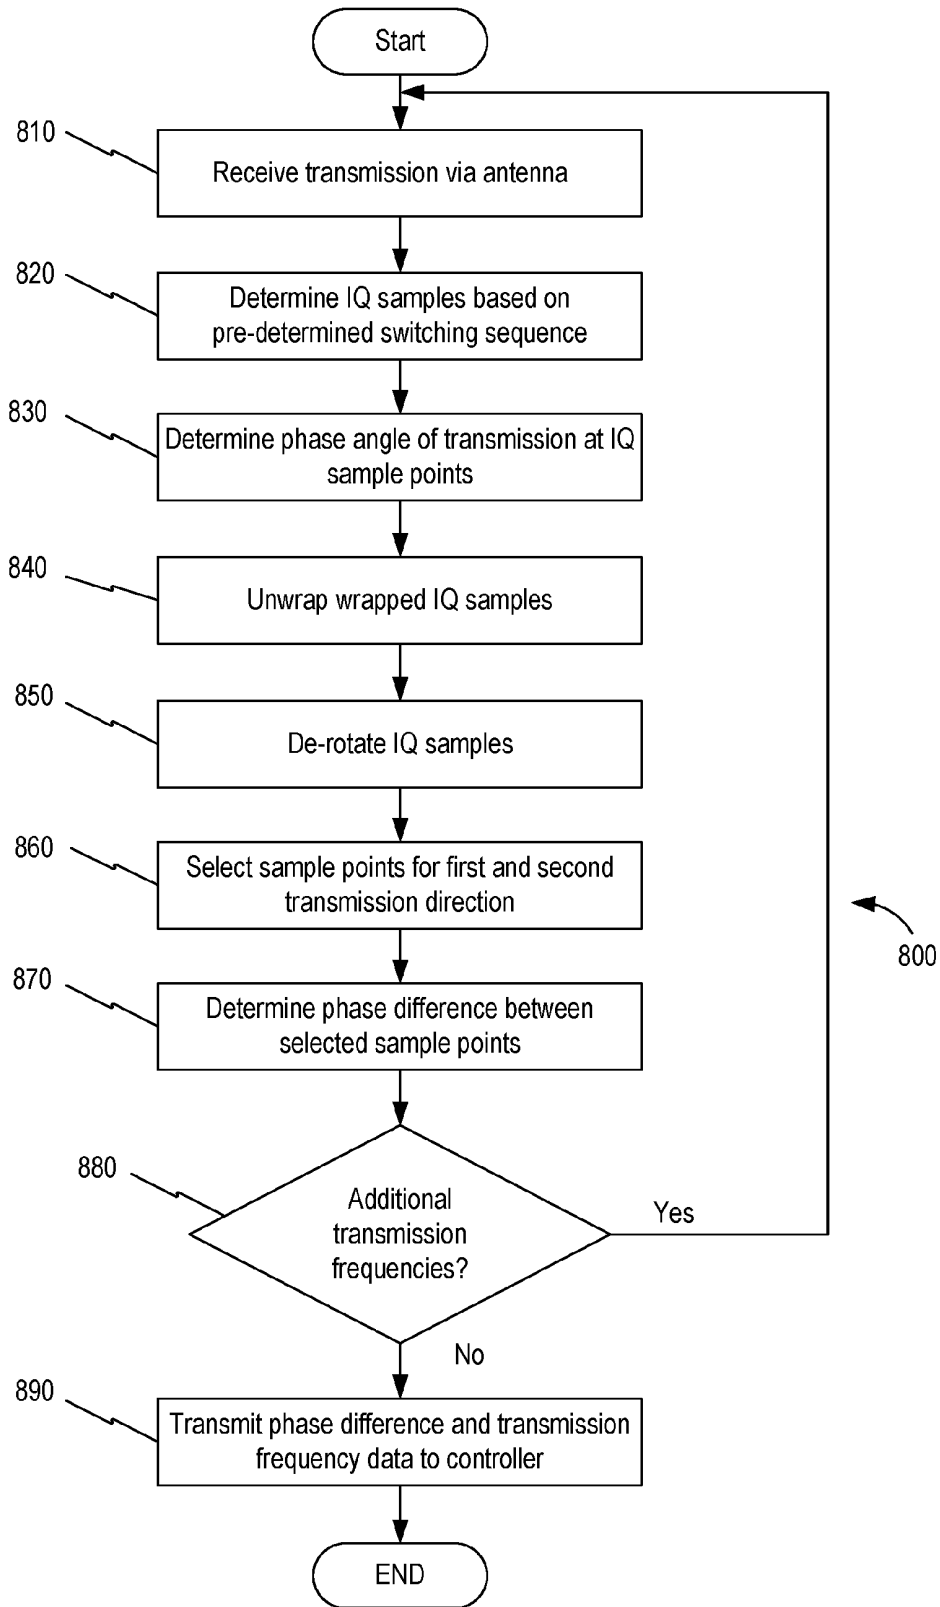 Start
810
Receive transmission via antenna
820
Determine IQ samples based on
pre-determined switching sequence
830
Determine phase angle of transmission at IQ
sample points
840
Unwrap wrapped IQ samples
850
De-rotate IQ samples
860
Select sample points for first and second
transmission direction
800
870
Determine phase difference between
selected sample points
880
Additional
transmission
frequencies?
Yes
No
890
Transmit phase difference and transmission
frequency data to controller
END